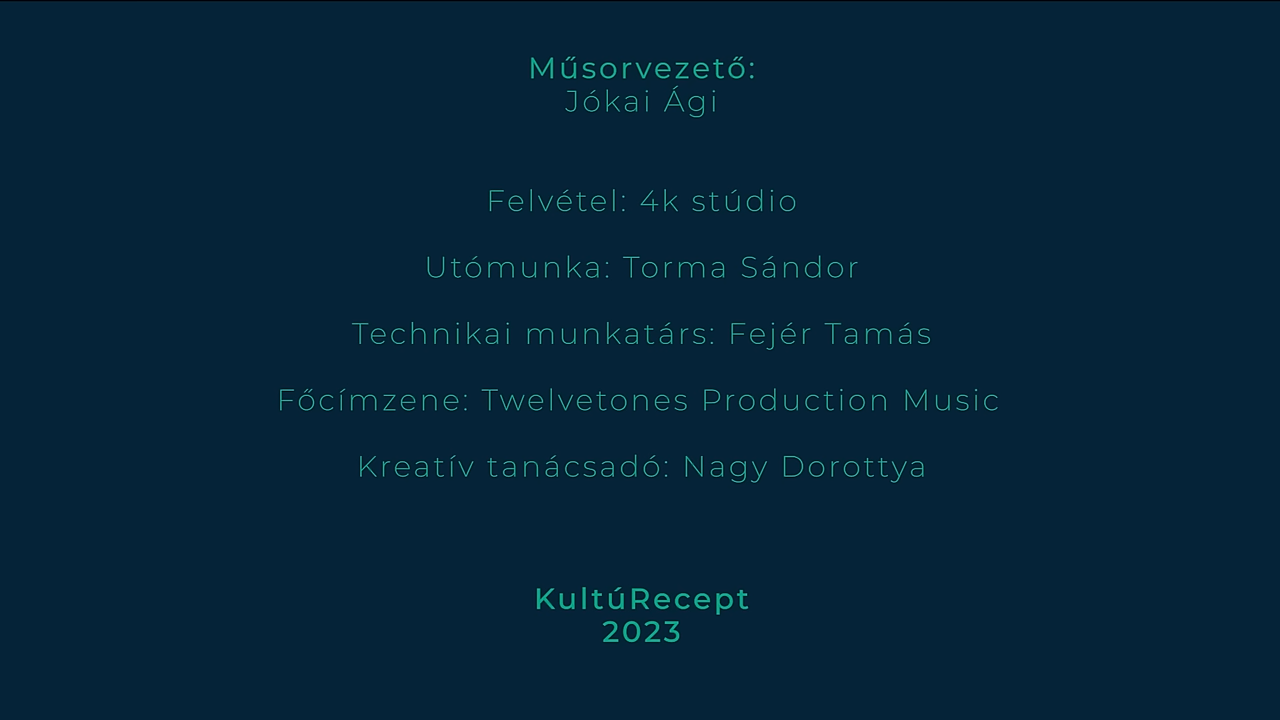 Műsorvezető:
Jókai Ági
Felvétel: 4k stúdio
Utómunka: Torma Sándor
Technikai munkatárs: Fejér Tamás
Főcímzene: Twelvetones Production Music
Kreatív tanácsadó: Nagy Dorottya
KultúRecept
2023